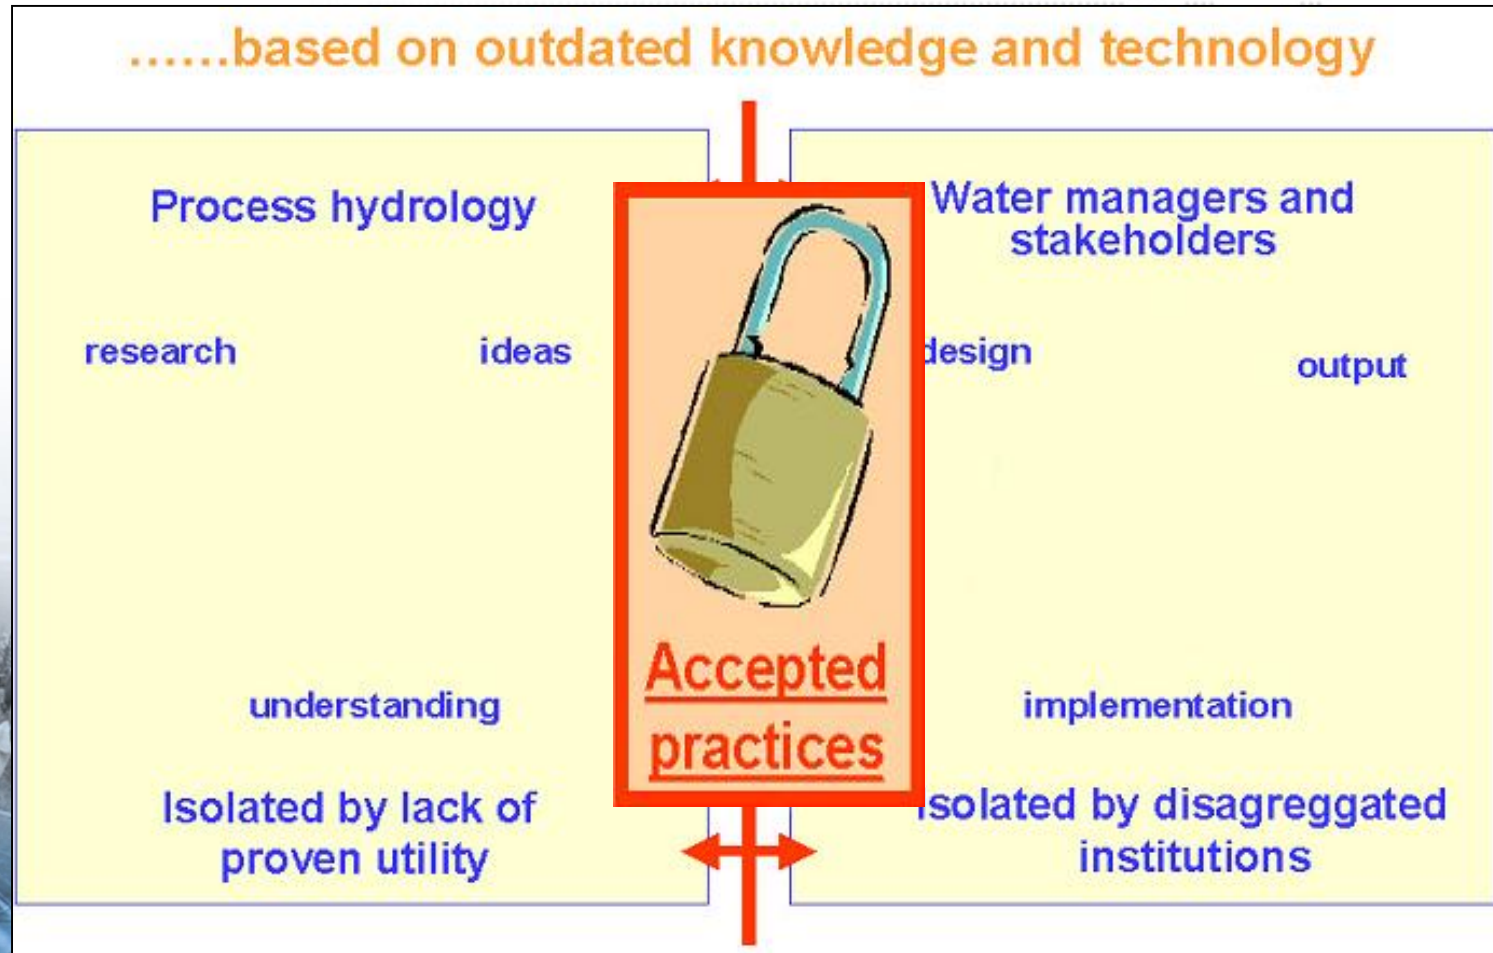 ......based on outdated knowledge and technology
Process hydrology
research
ideas
understanding
Isolated by lack of
proven utility
Accepted
practices
Water managers and
stakeholders
design
output
implementation
Isolated by disagreggated
institutions